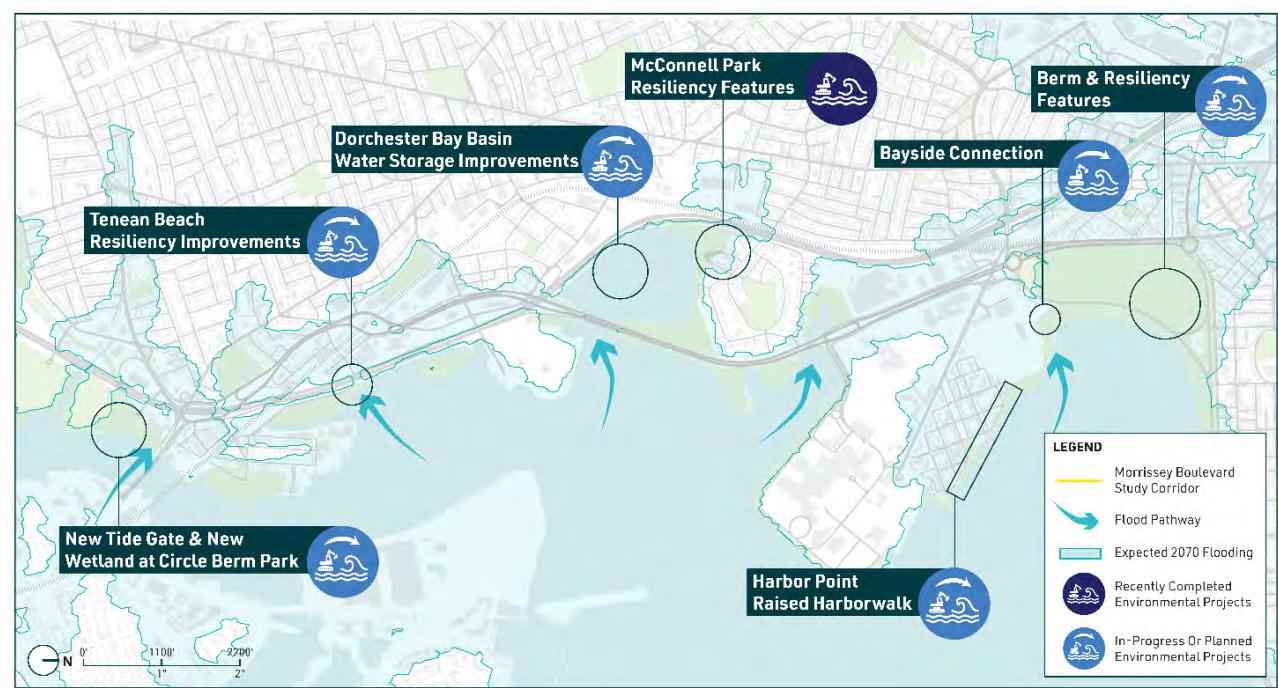 McConnell Park
Resiliency Features
Berm & Resiliency
Features
Dorchester Bay Basin
Water Storage Improvements
Bayside Connection
Tenean Beach
Resiliency Improvements
New Tide Gate & New
Wetland at Circle Berm Park
Harbor Point
Raised Harborwalk
LEGEND
Morrissey Boulevard
Study Corridor
Flood Pathway
Expected 2070 Flooding
Recently Completed
Environmental Projects
In-Progress Or Planned
Environmental Projects
N
0' 1100' 2200'
1" 2"